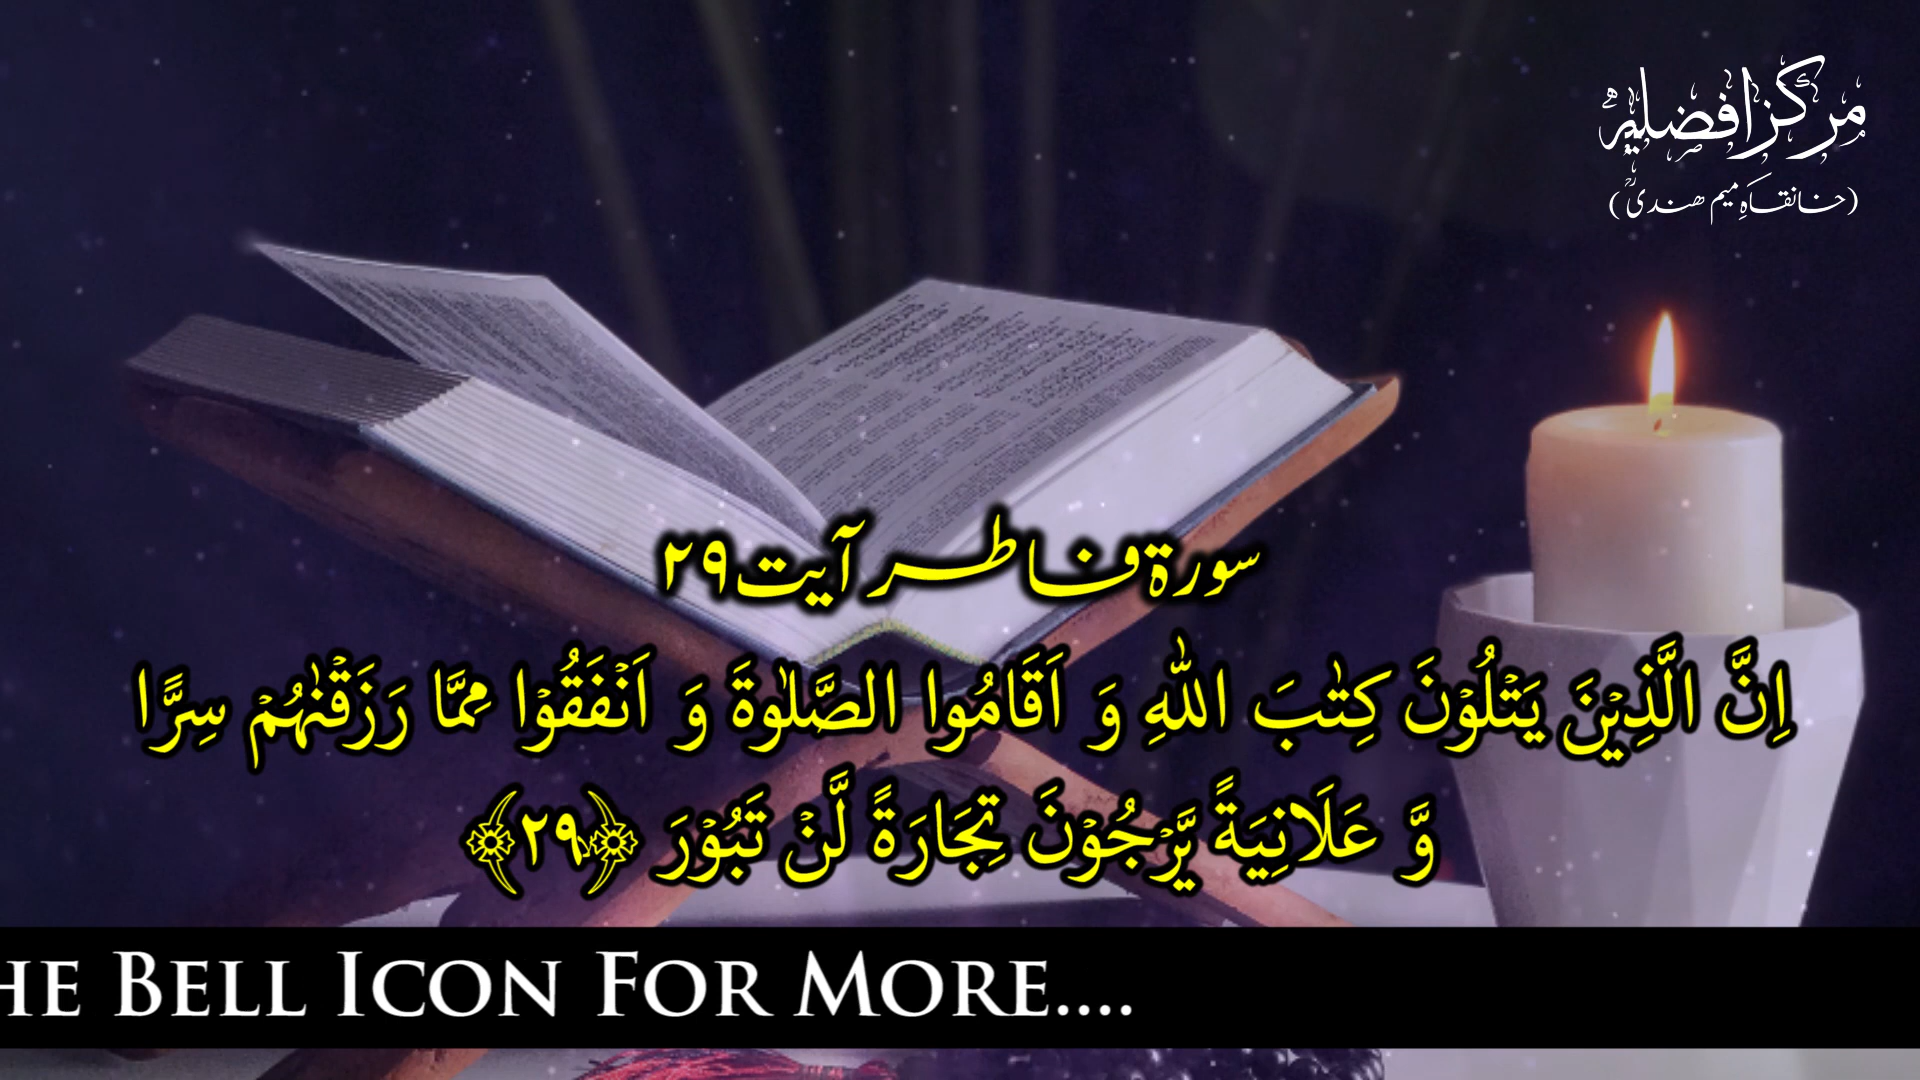 مرکز افضلیہ
(خانقاہِ میم ھندیؒ)
سورۃ فاطر آیت ۲۹
اِنَّ الَّذِیْنَ یَتْلُوْنَ كِتٰبَ اللّٰهِ وَ اَقَامُوا الصَّلٰوةَ وَ اَنْفَقُوْا مِمَّا رَزَقْنٰهُمْ سِرًّا
وَّ عَلَانِیَةً یَّرْجُوْنَ تِجَارَةً لَّنْ تَبُوْرَ ﴿ۙ۲۹﴾
HE BELL ICON FOR MORE....